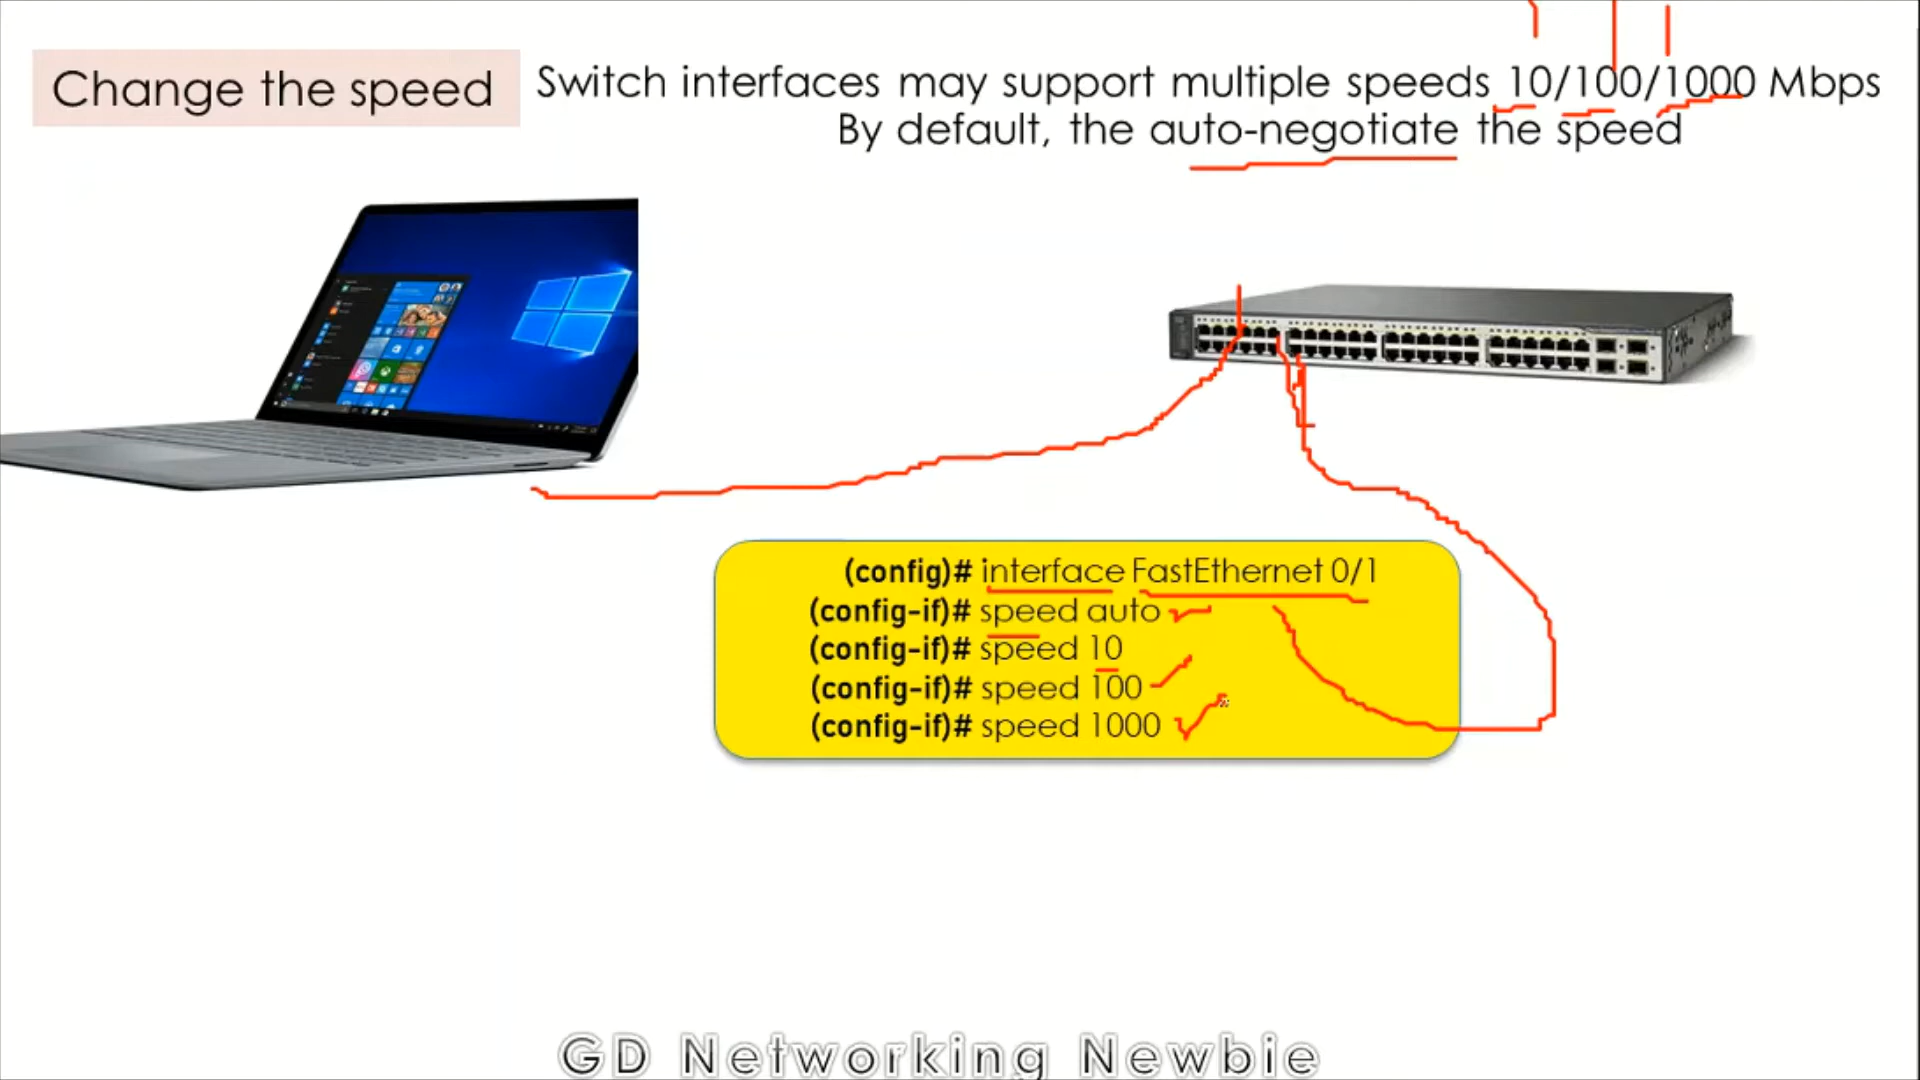 Change the speed
Switch interfaces may support multiple speeds 10/100/1000 Mbps
By default, the auto-negotiate the speed
(config)# interface FastEthernet 0/1
(config-if)# speed auto
(config-if)# speed 10
(config-if)# speed 100
(config-if)# speed 1000
GD Networking Newbie